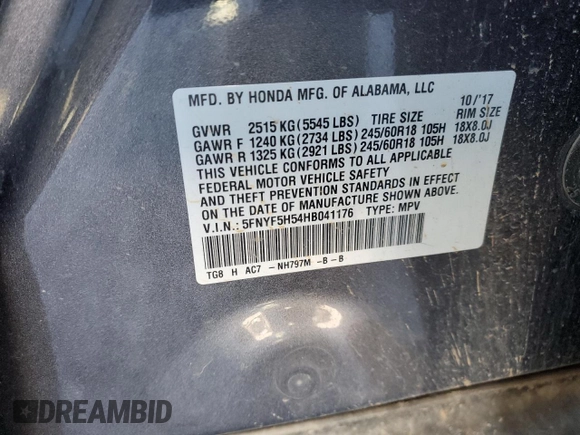 MFD. BY HONDA MFG. OF ALABAMA, LLC
10/'17
GVWR 2515 KG (5545 LBS) TIRE SIZE RIM SIZE
GAWR F 1240 KG (2734 LBS) 245/60R18 105H 18X8.0J
GAWR R 1325 KG (2921 LBS) 245/60R18 105H 18X8.0J
THIS VEHICLE CONFORMS TO ALL APPLICABLE
FEDERAL MOTOR VEHICLE SAFETY
AND THEFT PREVENTION STANDARDS IN EFFECT
ON THE DATE OF MANUFACTURE SHOWN ABOVE.
V.I.N.: 5FNYF5H54HB041176 TYPE: MPV
TG8 H AC7 -NH797M -B-B
DREAMBID